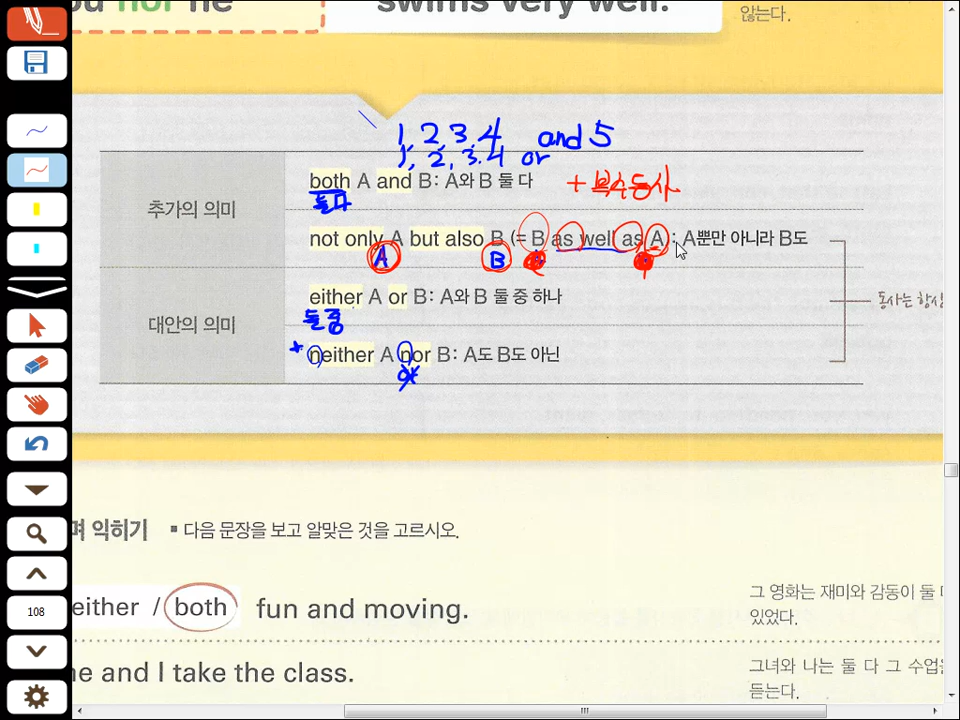 nor he
swims very well.
않는다.
1, 2, 3, 4 and 5
1, 2, 3. 4 or
추가의 의미
both A and B: A와 B 둘 다
+ 복수동사
둘다
not only A but also B (= B as well as A): A뿐만 아니라 B도
A
B
동사는 항상
대안의 의미
either A or B: A와 B 둘 중 하나
둘중
neither A nor B: A도 B도 아닌
며 익히기 ▪ 다음 문장을 보고 알맞은 것을 고르시오.
either / both fun and moving.
그 영화는 재미와 감동이 둘
있었다.
108
and I take the class.
그녀와 나는 둘 다 그 수업을
듣는다.